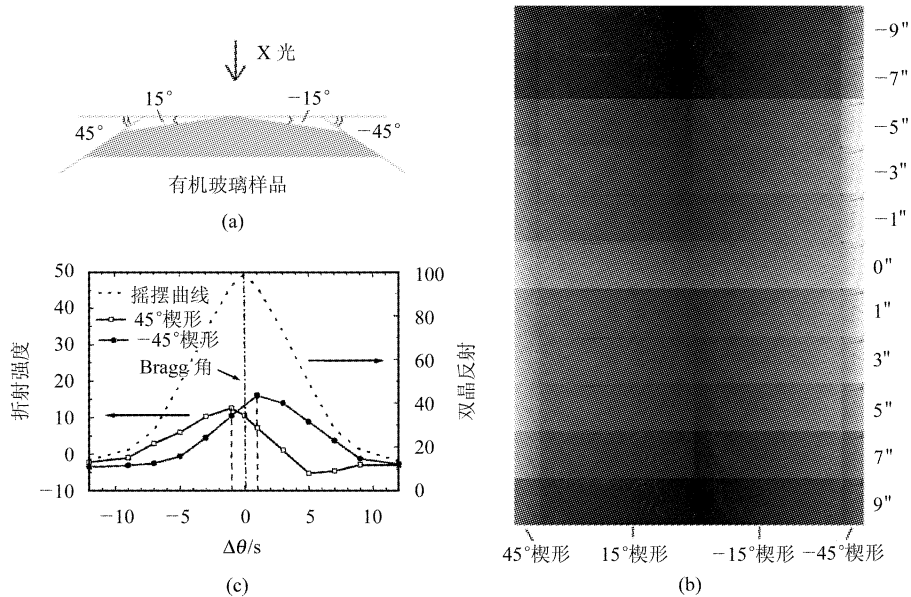 X 光
15°
−15°
45°
−45°
有机玻璃样品
(a)
50
40
30
20
10
0
−10
折射强度
摇摆曲线
45°楔形
−45°楔形
Bragg 角
100
80
60
40
20
0
双晶反射
−10
−5
0
5
10
Δθ/s
(c)
−9"
−7"
−5"
−3"
−1"
0"
1"
3"
5"
7"
9"
45°楔形
15°楔形
−15°楔形
−45°楔形
(b)